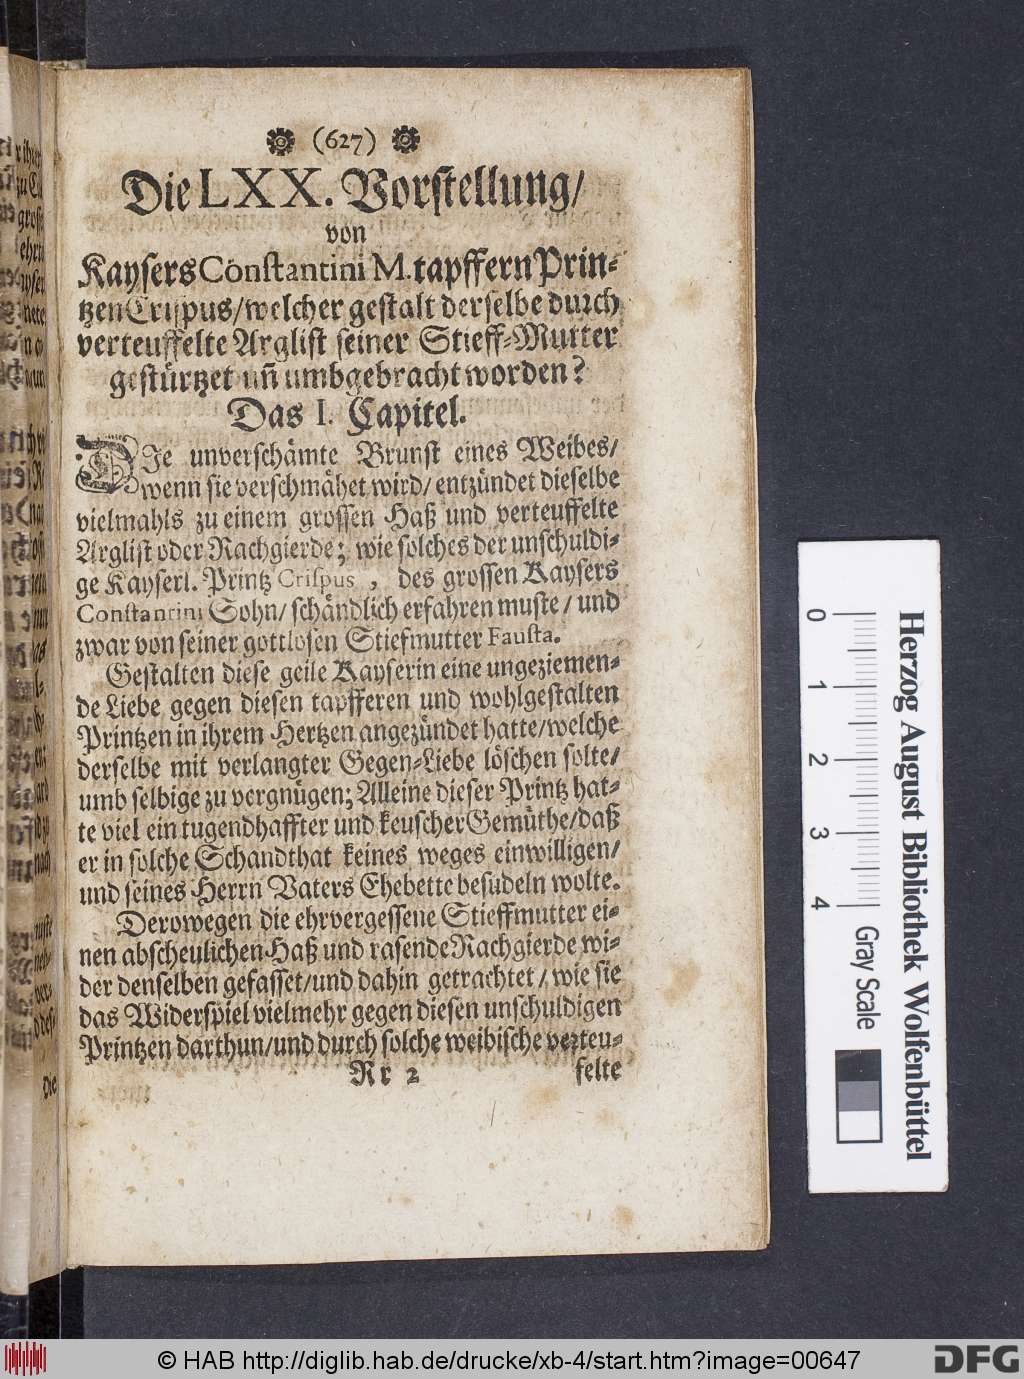 (627)
Die LXX. Vorstellung/
von
Kaysers Constantini M. tapffern Prin-
tzen Crispus/ welcher gestalt derselbe durch
verteuffelte Arglist seiner Stieff-Mutter
gestürtzet uñ umbgebracht worden?
Das I. Capitel.
DIe unverschämte Brunst eines Weibes/
wenn sie verschmähet wird/ entzündet dieselbe
vielmahls zu einem grossen Haß und verteuffelte
Arglist oder Rachgierde; wie solches der unschuldi-
ge Kayserl. Printz Crispus, des grossen Kaysers
Constantini Sohn/ schändlich erfahren muste/ und
zwar von seiner gottlosen Stiefmutter Fausta.
Gestalten diese geile Kayserin eine ungeziemen-
de Liebe gegen diesen tapfferen und wohlgestalten
Printzen in ihrem Hertzen angezündet hatte/ welche
derselbe mit verlangter Gegen-Liebe löschen solte/
umb selbige zu vergnügen; Alleine dieser Printz hat-
te viel ein tugendhaffter und keuscher Gemüthe/ daß
er in solche Schandthat keines weges einwilligen/
und seines Herrn Vaters Ehebette besudeln wolte.
Derowegen die ehrvergessene Stieffmutter ei-
nen abscheulichen Haß und rasende Rachgierde wi-
der denselben gefasset/ und dahin getrachtet/ wie sie
das Widerspiel vielmehr gegen diesen unschuldigen
Printzen darthun/ und durch solche weibische verteu-
Rr 2 felte
Herzog August Bibliothek Wolfenbüttel
0 1 2 3 4 Gray Scale
© HAB http://diglib.hab.de/drucke/xb-4/start.htm?image=00647
DFG